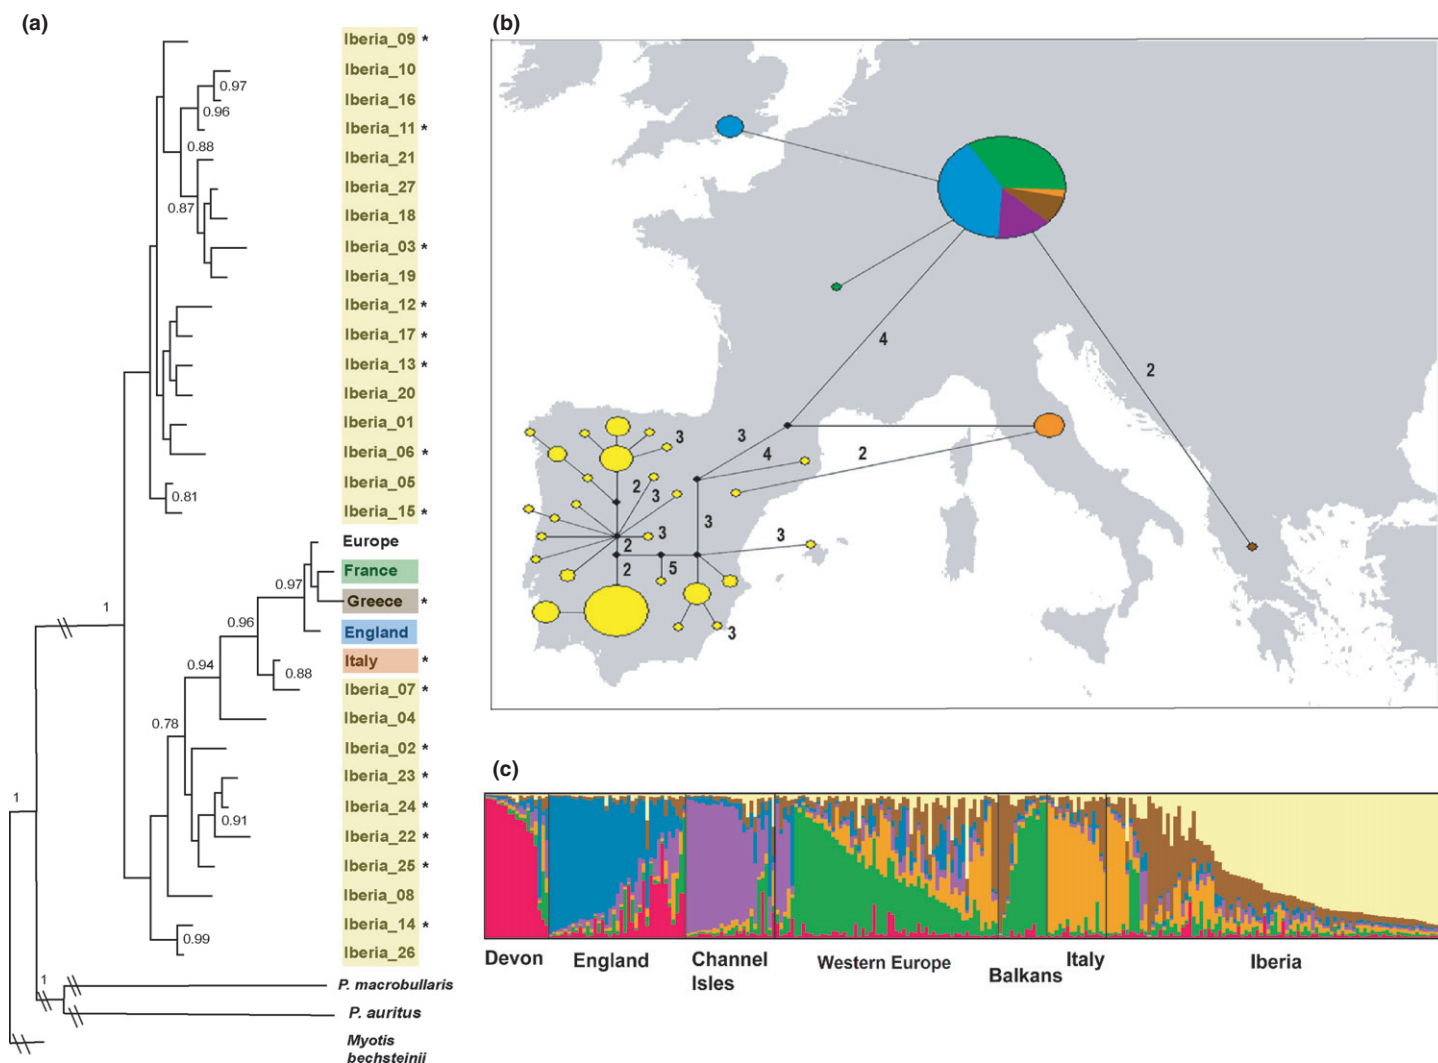 (a)
Iberia_09 *
Iberia_10
0.97
Iberia_16
0.96
Iberia_11 *
0.88
Iberia_21
Iberia_27
0.87
Iberia_18
Iberia_03 *
Iberia_19
Iberia_12 *
Iberia_17 *
Iberia_13 *
Iberia_20
Iberia_01
Iberia_06 *
Iberia_05
0.81
Iberia_15 *
Europe
France
0.97
1
Greece *
0.96
England
0.94
Italy *
0.88
Iberia_07 *
Iberia_04
0.78
Iberia_02 *
Iberia_23 *
Iberia_24 *
0.91
Iberia_22 *
Iberia_25 *
Iberia_08
Iberia_14 *
0.99
Iberia_26
1
1
P. macrobullaris
P. auritus
Myotis
bechsteinii
(b)
4
2
3
3
4
2
2
3
3
3
3
2
5
2
3
3
(c)
Devon
England
Channel
Isles
Western Europe
Balkans
Italy
Iberia